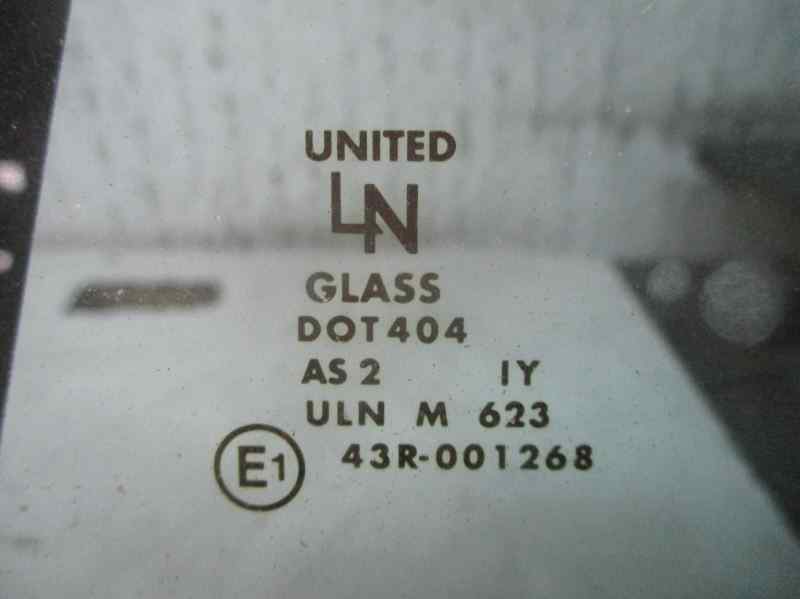 UNITED
LN
GLASS
DOT404
AS 2 IY
ULN M 623
E1 43R-001268